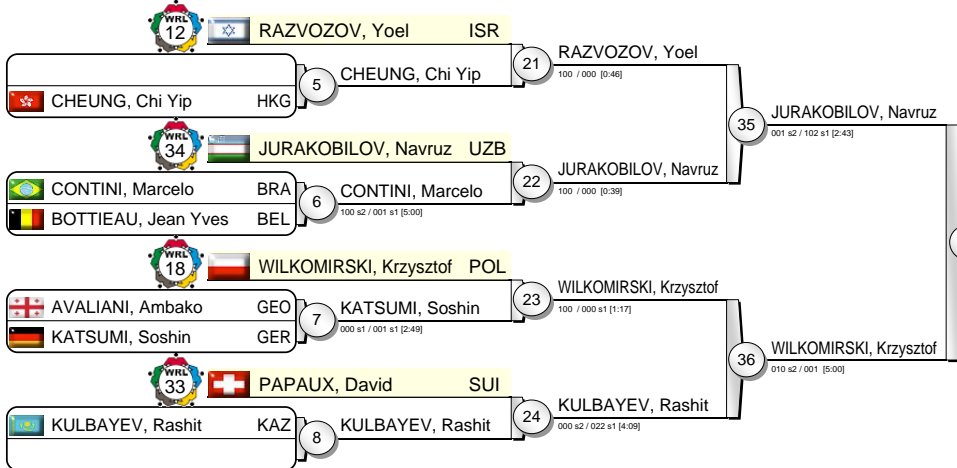 WRL
12
RAZVOZOV, Yoel ISR
21
RAZVOZOV, Yoel
100 / 000 [0:46]
5
CHEUNG, Chi Yip
CHEUNG, Chi Yip HKG
35
JURAKOBILOV, Navruz
001 s2 / 102 s1 [2:43]
WRL
34
JURAKOBILOV, Navruz UZB
22
JURAKOBILOV, Navruz
100 / 000 [0:39]
CONTINI, Marcelo BRA
6
CONTINI, Marcelo
100 s2 / 001 s1 [5:00]
BOTTIEAU, Jean Yves BEL
WRL
18
WILKOMIRSKI, Krzysztof POL
23
WILKOMIRSKI, Krzysztof
100 / 000 s1 [1:17]
AVALIANI, Ambako GEO
7
KATSUMI, Soshin
000 s1 / 001 s1 [2:49]
KATSUMI, Soshin GER
36
WILKOMIRSKI, Krzysztof
010 s2 / 001 [5:00]
WRL
33
PAPAUX, David SUI
24
KULBAYEV, Rashit
000 s2 / 022 s1 [4:09]
KULBAYEV, Rashit KAZ
8
KULBAYEV, Rashit